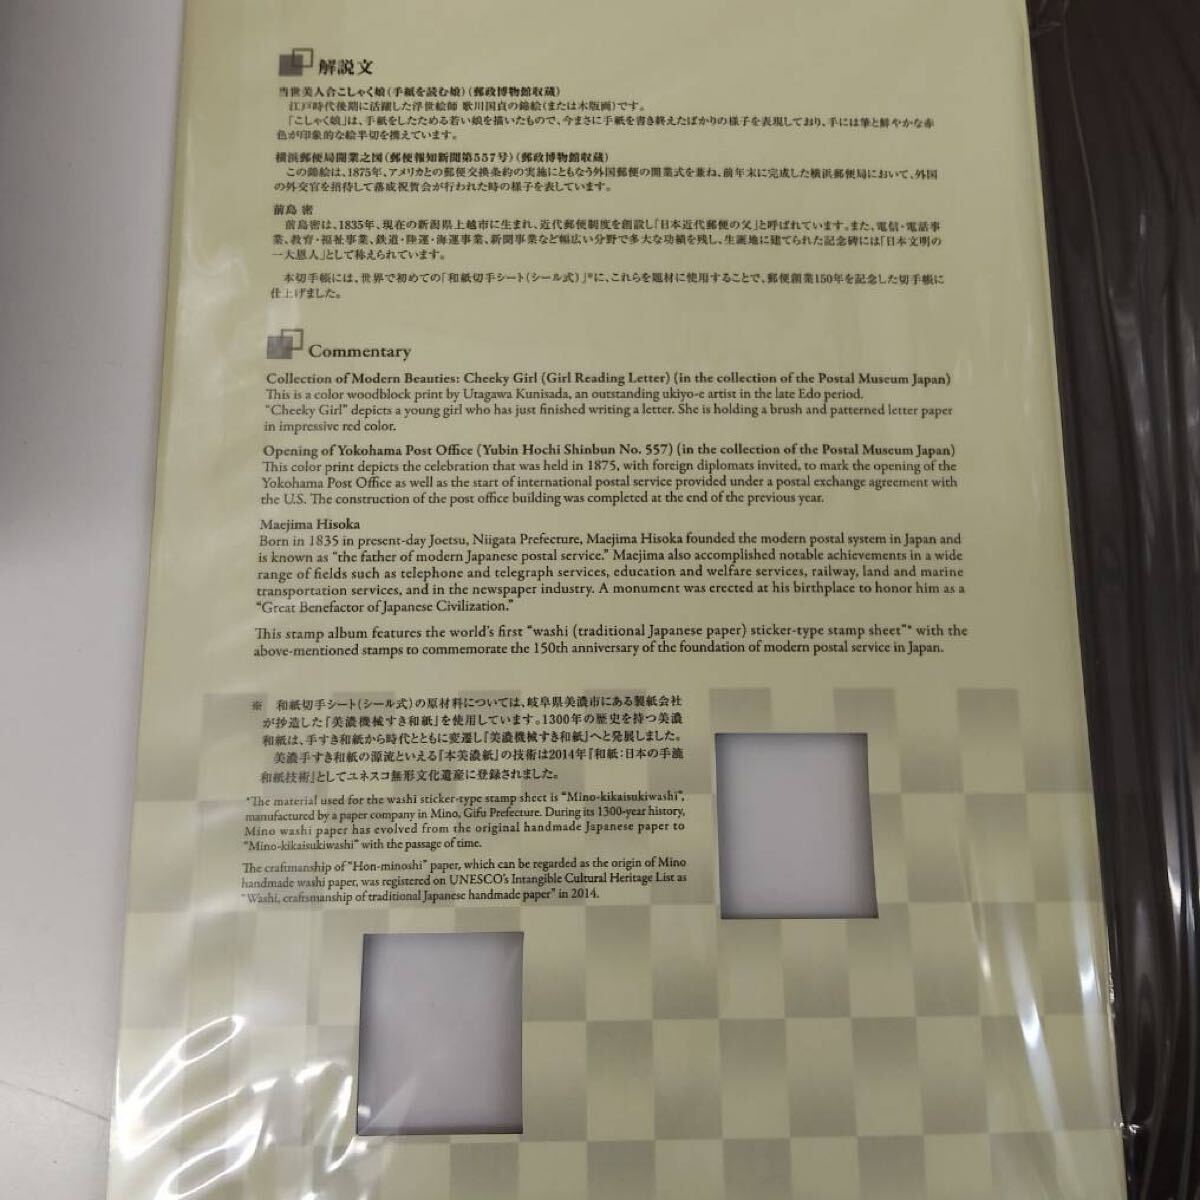 解説文
当世美人合こしゃく娘(手紙を読む娘)(郵政博物館収蔵)
江戸時代後期に活躍した浮世絵師 歌川国貞の錦絵(または木版画)です。
「こしゃく娘」は、手紙をしたためる若い娘を描いたもので、今まさに手紙を書き終えたばかりの様子を表現しており、手には筆と鮮やかな赤
色が印象的な絵半切を携えています。
横浜郵便局開業之図(郵便報知新聞第557号)(郵政博物館収蔵)
この錦絵は、1875年、アメリカとの郵便交換条約の実施にともなう外国郵便の開業式を兼ね、前年末に完成した横浜郵便局において、外国
の外交官を招待して落成祝賀会が行われた時の様子を表しています。
前島 密
前島密は、1835年、現在の新潟県上越市に生まれ、近代郵便制度を創設し「日本近代郵便の父」と呼ばれています。また、電信・電話事
業、教育・福祉事業、鉄道・陸運・海運事業、新聞事業など幅広い分野で多大な功績を残し、生誕地に建てられた記念碑には「日本文明の
一大恩人」として称えられています。
本切手帳には、世界で初めての「和紙切手シート(シール式)」※に、これらを題材に使用することで、郵便創業150年を記念した切手帳に
仕上げました。
Commentary
Collection of Modern Beauties: Cheeky Girl (Girl Reading Letter) (in the collection of the Postal Museum Japan)
This is a color woodblock print by Utagawa Kunisada, an outstanding ukiyo-e artist in the late Edo period.
“Cheeky Girl” depicts a young girl who has just finished writing a letter. She is holding a brush and patterned letter paper
in impressive red color.
Opening of Yokohama Post Office (Yubin Hochi Shinbun No. 557) (in the collection of the Postal Museum Japan)
This color print depicts the celebration that was held in 1875, with foreign diplomats invited, to mark the opening of the
Yokohama Post Office as well as the start of international postal service provided under a postal exchange agreement with
the U.S. The construction of the post office building was completed at the end of the previous year.
Maejima Hisoka
Born in 1835 in present-day Joetsu, Niigata Prefecture, Maejima Hisoka founded the modern postal system in Japan and
is known as “the father of modern Japanese postal service.” Maejima also accomplished notable achievements in a wide
range of fields such as telephone and telegraph services, education and welfare services, railway, land and marine
transportation services, and in the newspaper industry. A monument was erected at his birthplace to honor him as a
“Great Benefactor of Japanese Civilization.”
This stamp album features the world's first “washi (traditional Japanese paper) sticker-type stamp sheet”* with the
above-mentioned stamps to commemorate the 150th anniversary of the foundation of modern postal service in Japan.
※ 和紙切手シート(シール式)の原材料については、岐阜県美濃市にある製紙会社
が抄造した『美濃機械すき和紙』を使用しています。1300年の歴史を持つ美濃
和紙は、手すき和紙から時代とともに変遷し『美濃機械すき和紙』へと発展しました。
美濃手すき和紙の源流といえる『本美濃紙』の技術は2014年『和紙:日本の手漉
和紙技術』としてユネスコ無形文化遺産に登録されました。
*The material used for the washi sticker-type stamp sheet is “Mino-kikaisukiwashi”,
manufactured by a paper company in Mino, Gifu Prefecture. During its 1300-year history,
Mino washi paper has evolved from the original handmade Japanese paper to
“Mino-kikaisukiwashi” with the passage of time.
The craftmanship of “Hon-minoshi” paper, which can be regarded as the origin of Mino
handmade washi paper, was registered on UNESCO's Intangible Cultural Heritage List as
“Washi, craftsmanship of traditional Japanese handmade paper” in 2014.